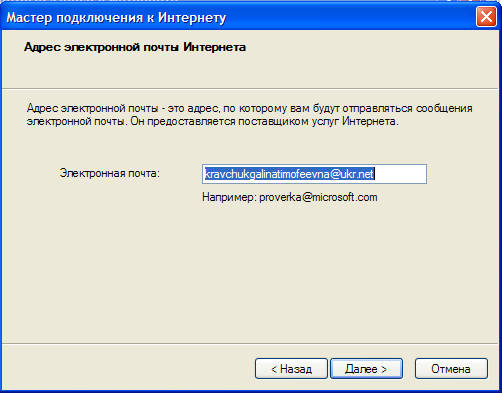 Мастер подключения к Интернету
Адрес электронной почты Интернета
Адрес электронной почты - это адрес, по которому вам будут отправляться сообщения
электронной почты. Он предоставляется поставщиком услуг Интернета.
Электронная почта:
kravchukgalinatimofeevna@ukr.net
Например: proverka@microsoft.com
< Назад
Далее >
Отмена